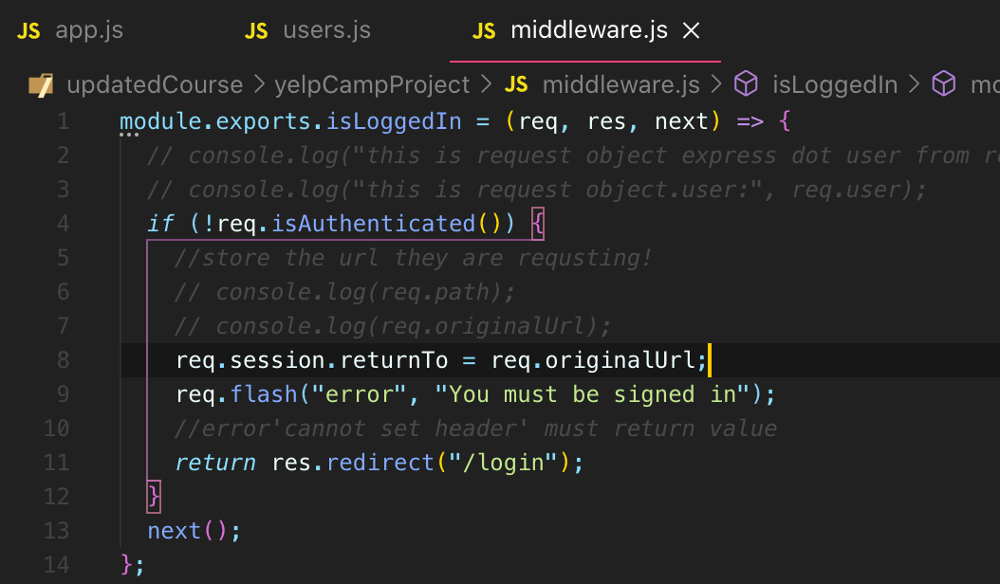 JS app.js JS users.js JS middleware.js
updatedCourse > yelpCampProject > JS middleware.js > isLoggedIn >
1 module.exports.isLoggedIn = (req, res, next) => {
2 // console.log("this is request object express dot user from
3 // console.log("this is request object.user:", req.user);
4 if (!req.isAuthenticated()) {
5 //store the url they are requsting!
6 // console.log(req.path);
7 // console.log(req.originalUrl);
8 req.session.returnTo = req.originalUrl;
9 req.flash("error", "You must be signed in");
10 //error'cannot set header' must return value
11 return res.redirect("/login");
12 }
13 next();
14 };